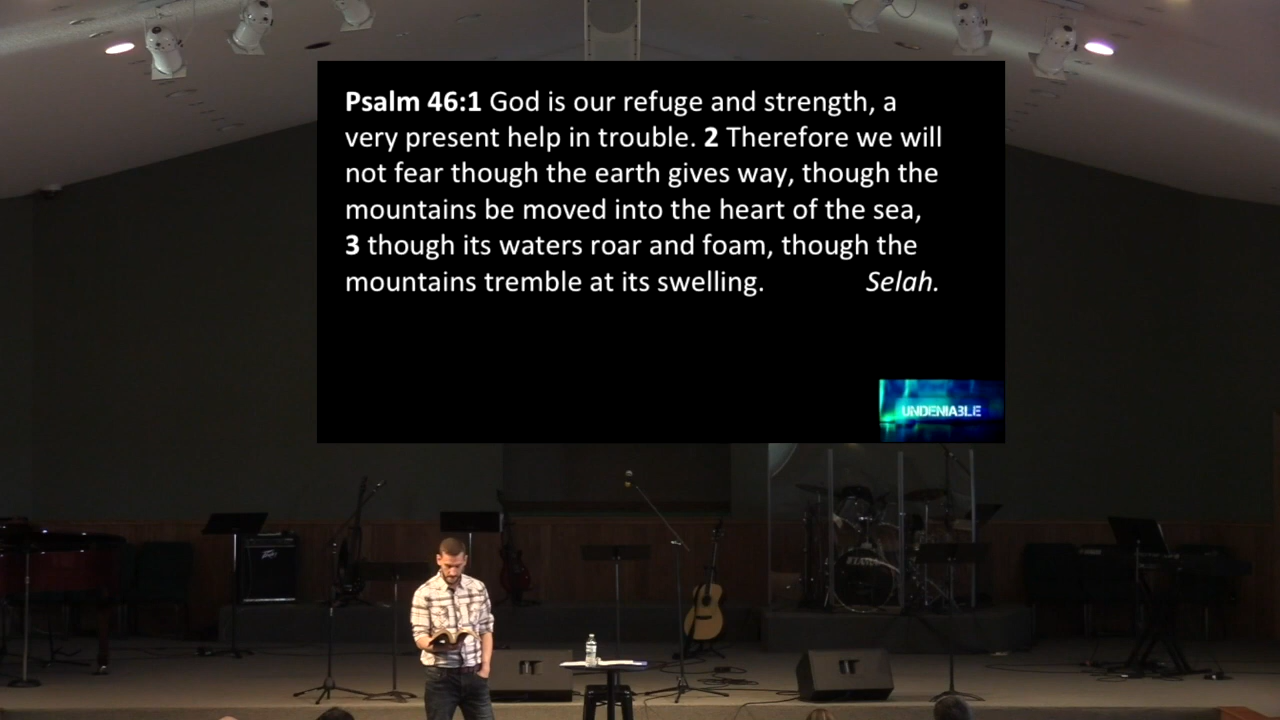 Psalm 46:1 God is our refuge and strength, a
very present help in trouble. 2 Therefore we will
not fear though the earth gives way, though the
mountains be moved into the heart of the sea,
3 though its waters roar and foam, though the
mountains tremble at its swelling. Selah.
UNDENIABLE
PEAVEY
TAMA